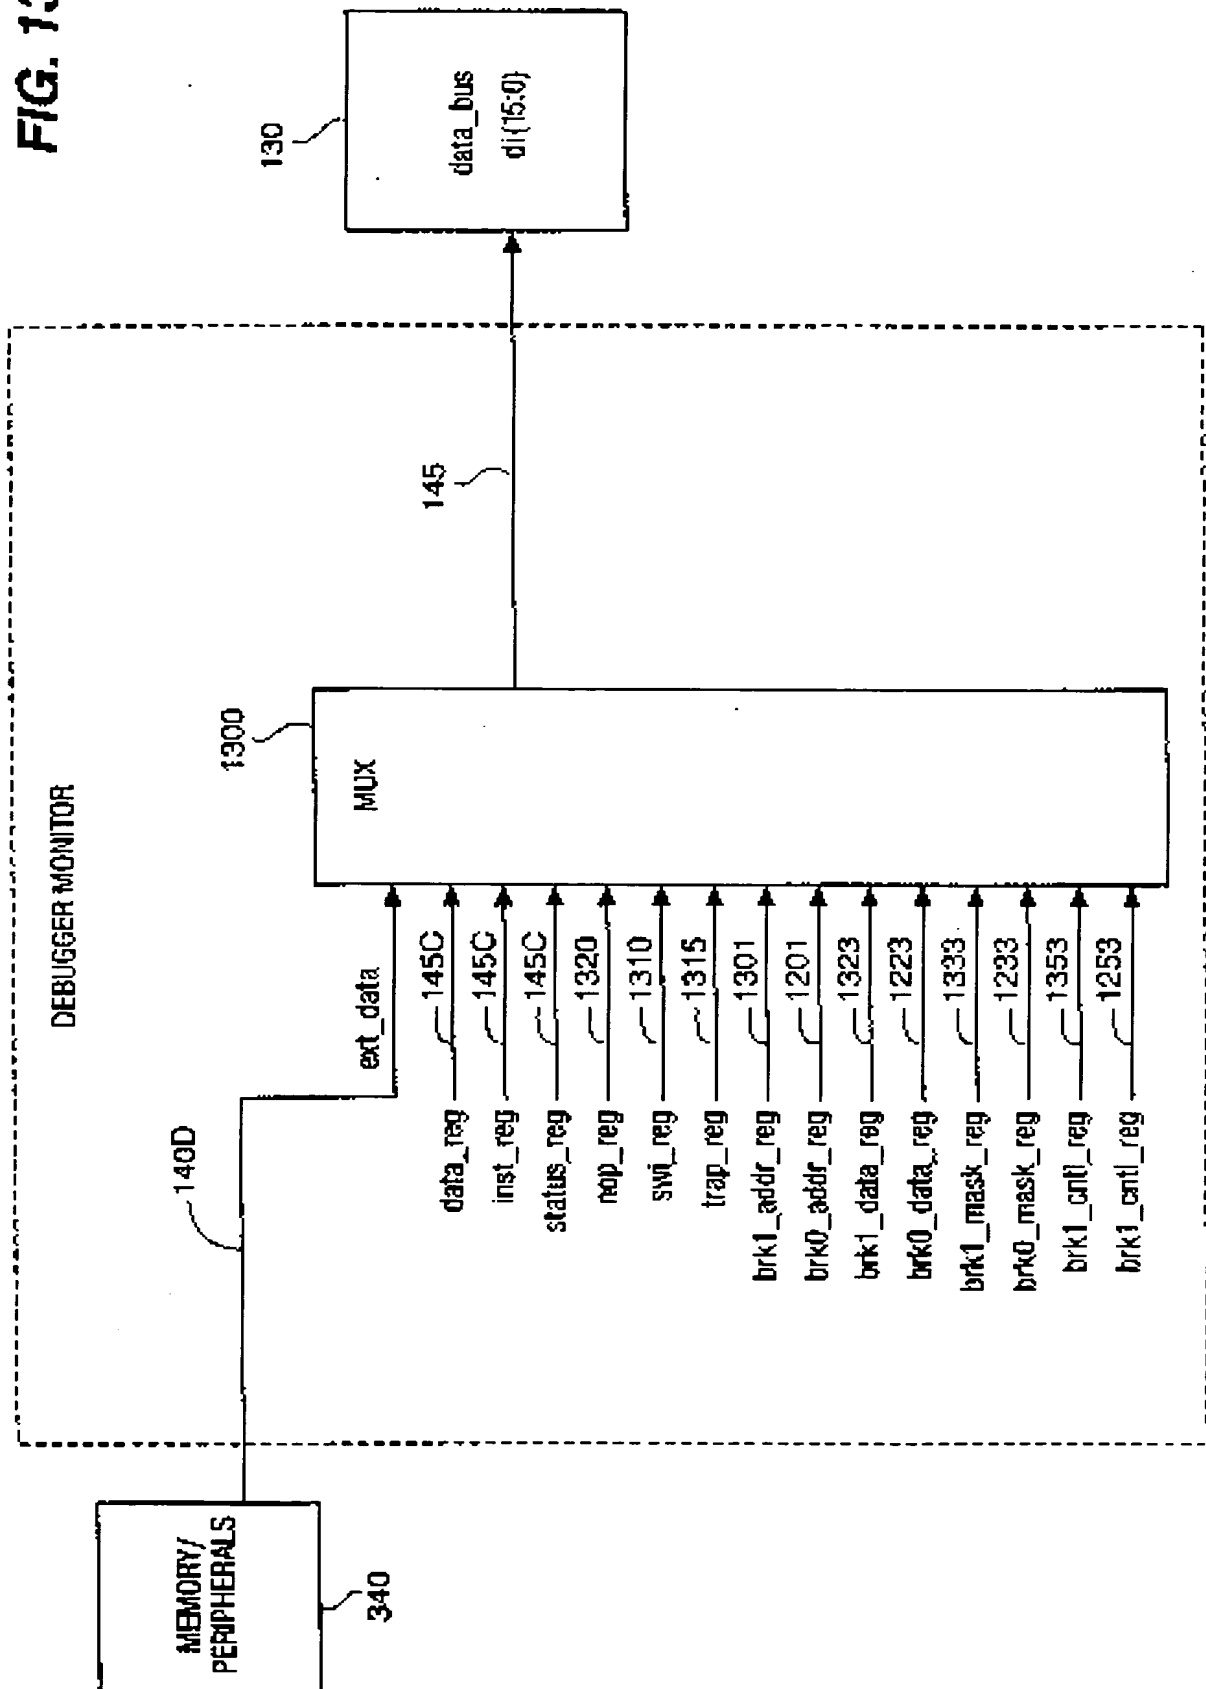 FIG. 13
DEBUGGER MONITOR
MEMORY/
PERIPHERALS
340
140D
ext_data
data_reg 145C
inst_reg 145C
status_reg 145C
nop_reg 1320
swi_reg 1310
trap_reg 1315
brk1_addr_reg 1301
brk0_addr_reg 1201
brk1_data_reg 1323
brk0_data_reg 1223
brk1_mask_reg 1333
brk0_mask_reg 1233
brk1_cntl_reg 1353
brk1_cntl_reg 1253
MUX
1300
145
130
data_bus
di(15:0)